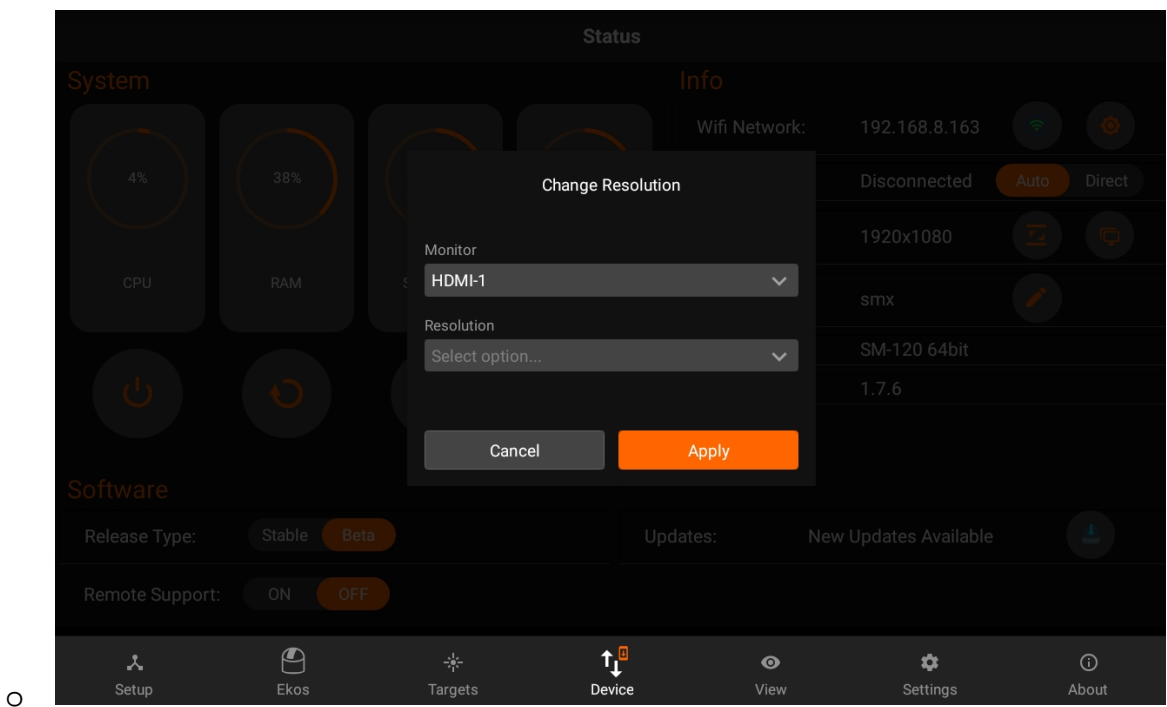 Status
System
Info
4%
CPU
38%
RAM
S
Wifi Network:
192.168.8.163
Disconnected
Auto
Direct
1920x1080
smx
SM-120 64bit
1.7.6
Change Resolution
Monitor
HDMI-1
Resolution
Select option...
Cancel
Apply
Software
Release Type:
Stable
Beta
Updates:
New Updates Available
Remote Support:
ON
OFF
Setup
Ekos
Targets
Device
View
Settings
About
o